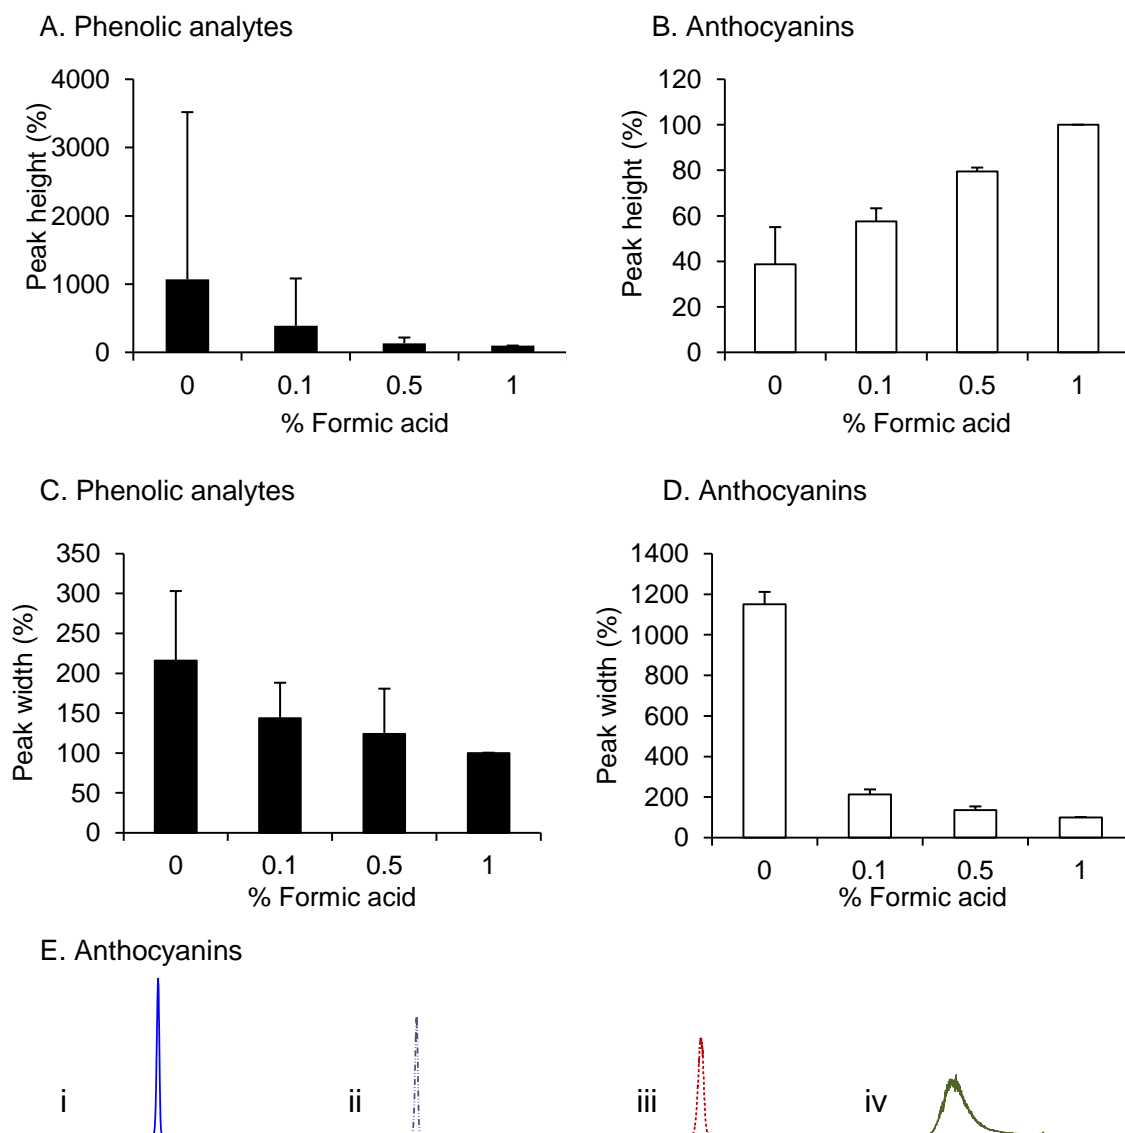 A. Phenolic analytes
B. Anthocyanins
Peak height (%)
4000
3000
2000
1000
0
0 0.1 0.5 1
% Formic acid
Peak height (%)
120
100
80
60
40
20
0
0 0.1 0.5 1
% Formic acid
C. Phenolic analytes
D. Anthocyanins
Peak width (%)
350
300
250
200
150
100
50
0
0 0.1 0.5 1
% Formic acid
Peak width (%)
1400
1200
1000
800
600
400
200
0
0 0.1 0.5 1
% Formic acid
E. Anthocyanins
i ii iii iv